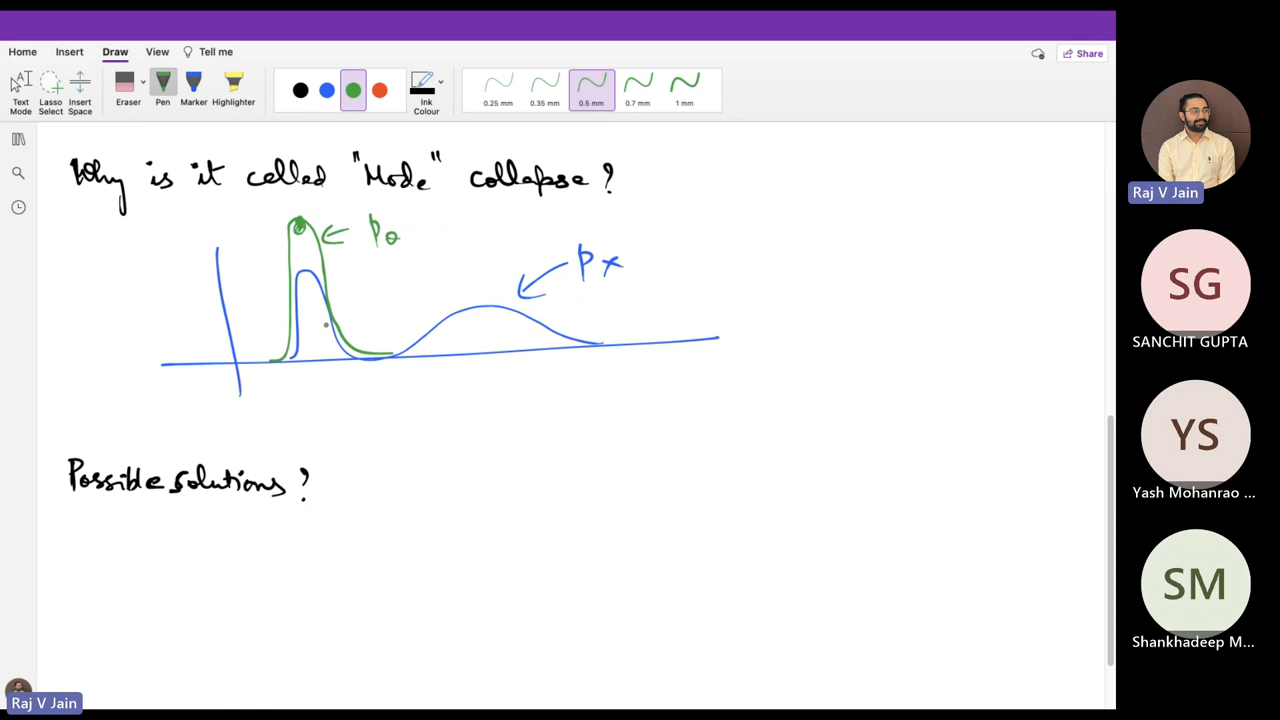 Home Insert Draw View Tell me
Share
Text Mode
Lasso Select
Insert Space
Eraser
Pen
Marker
Highlighter
Ink Colour
0.25 mm
0.35 mm
0.5 mm
0.7 mm
1 mm
Why is it called "Mode" collapse?
Pθ
Px
Possible solutions?
Raj V Jain
Raj V Jain
SG
SANCHIT GUPTA
YS
Yash Mohanrao ...
SM
Shankhadeep M...